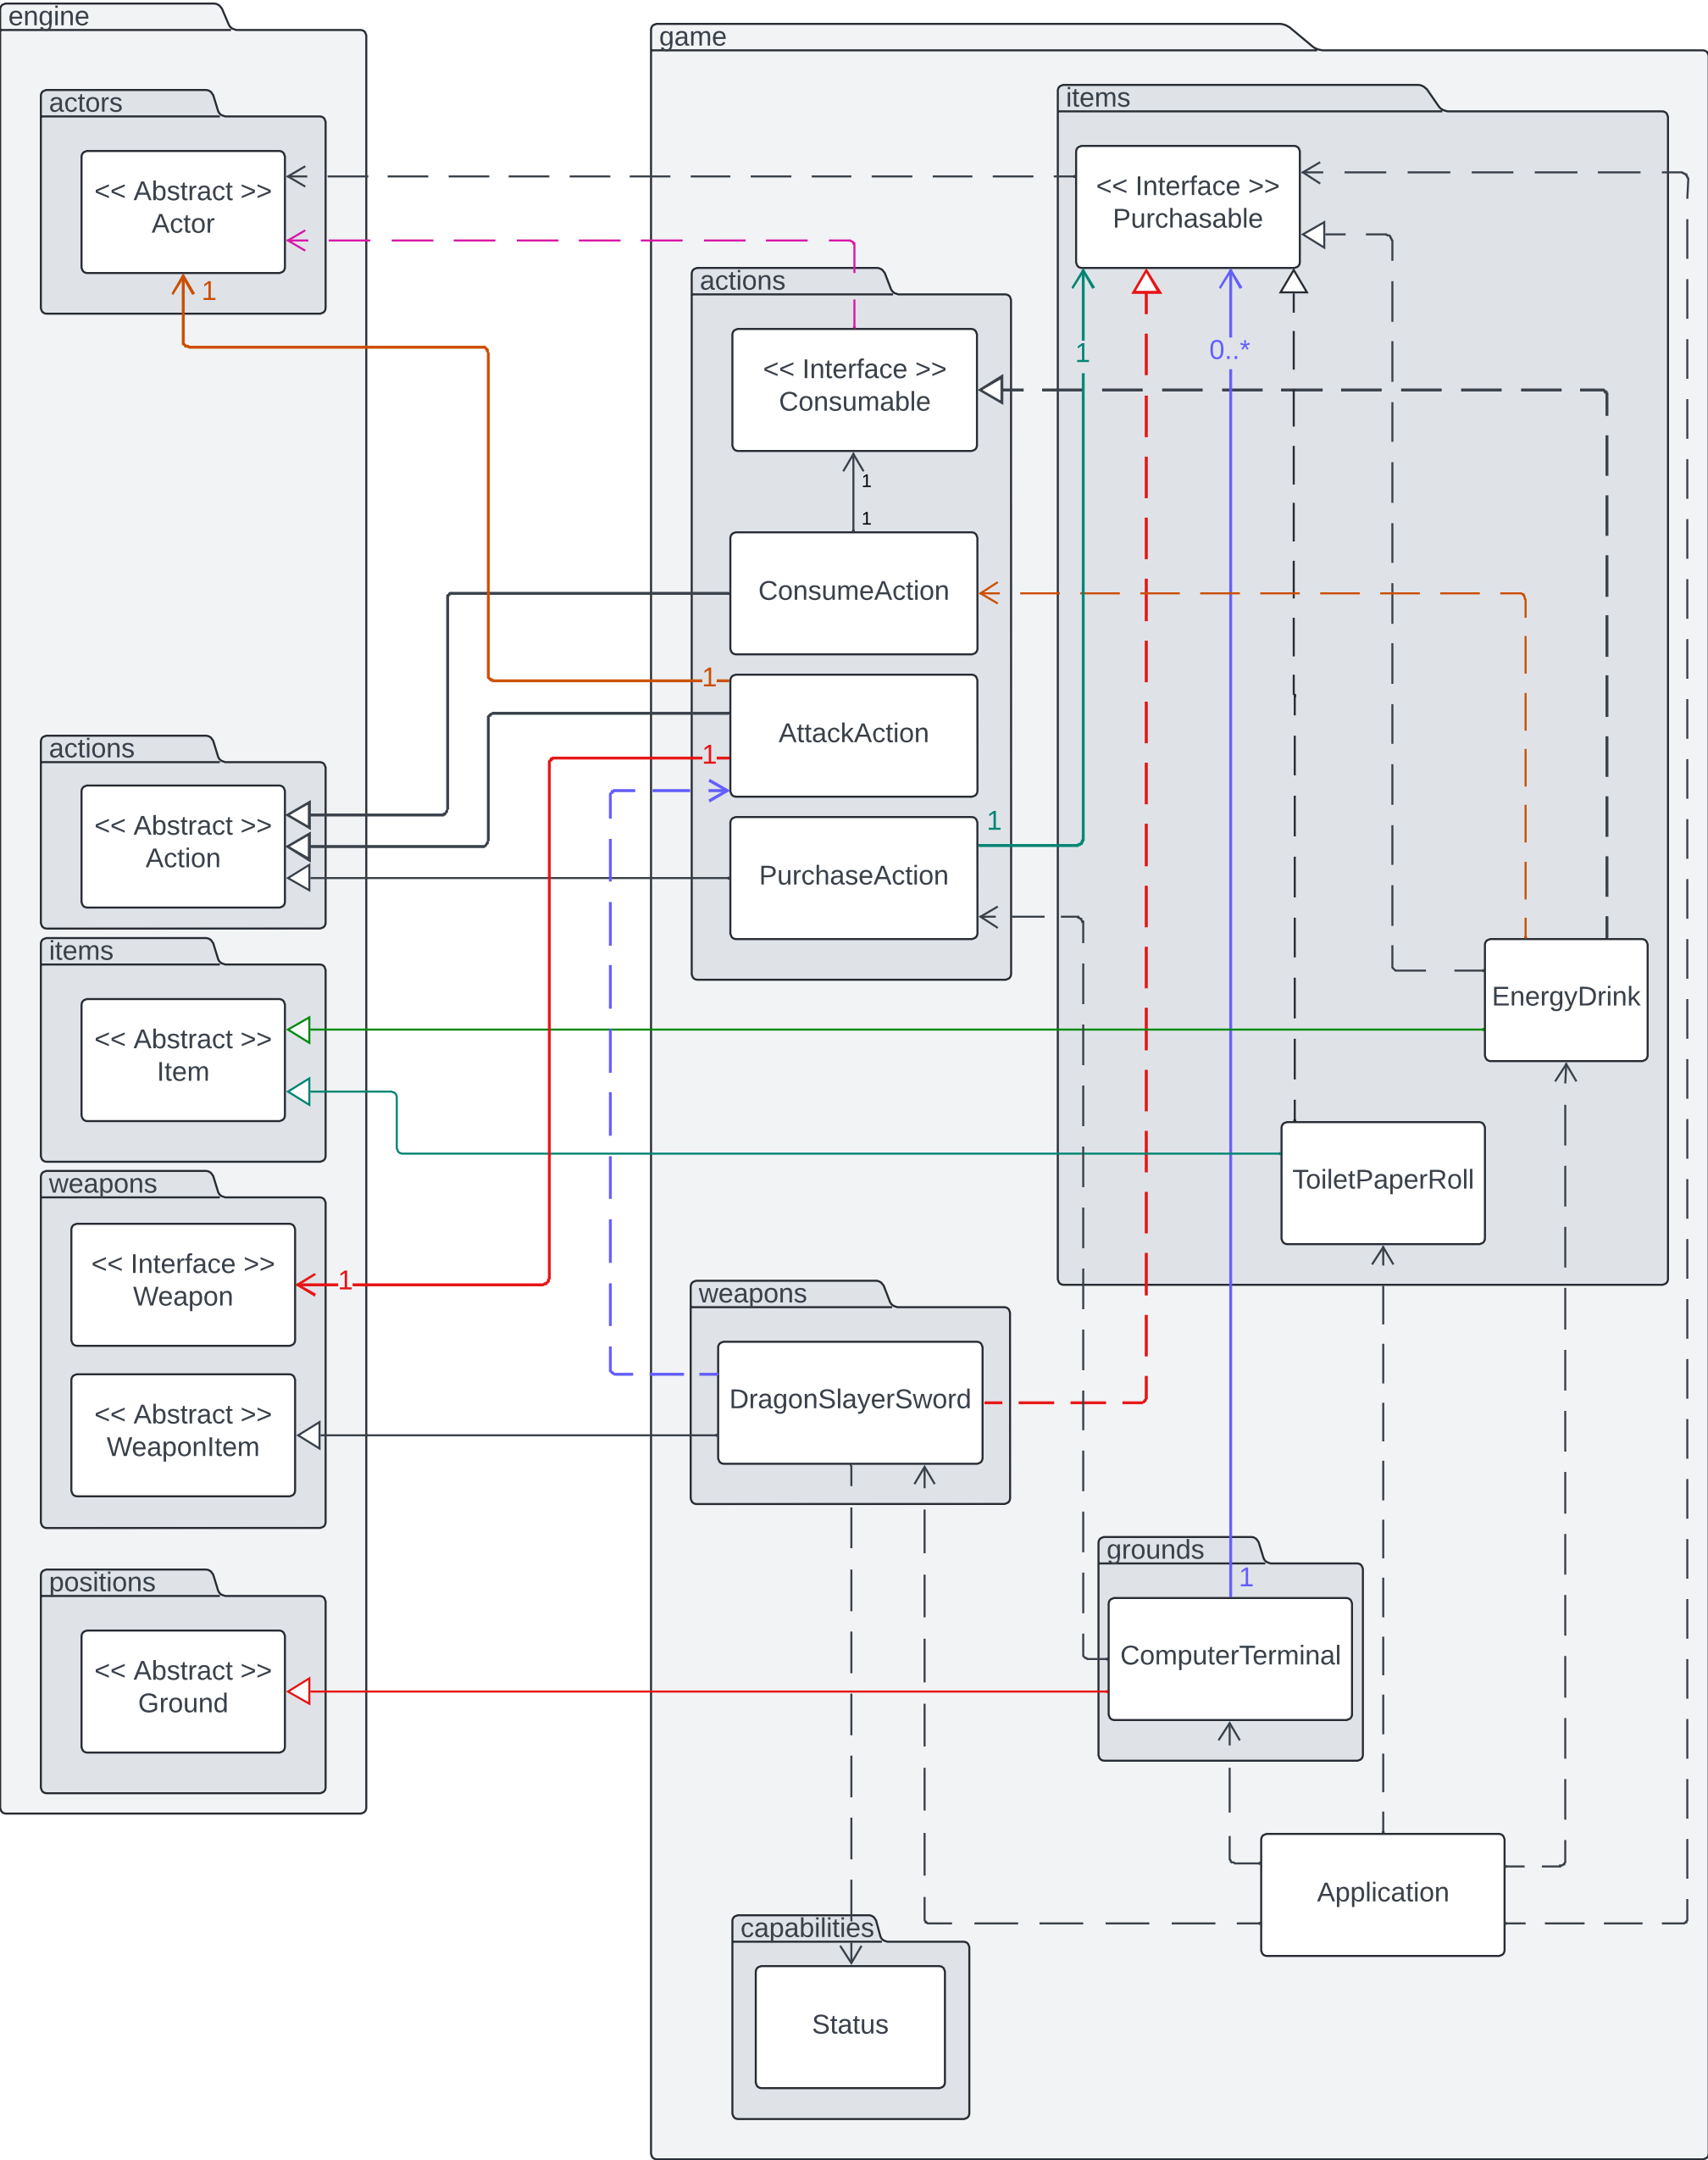 engine
actors
<< Abstract >>
Actor
1
actions
<< Abstract >>
Action
items
<< Abstract >>
Item
weapons
<< Interface >>
Weapon
1
<< Abstract >>
WeaponItem
positions
<< Abstract >>
Ground
game
items
<< Interface >>
Purchasable
1
0..*
actions
<< Interface >>
Consumable
1
1
ConsumeAction
1
AttackAction
1
1
PurchaseAction
EnergyDrink
ToiletPaperRoll
weapons
DragonSlayerSword
grounds
1
ComputerTerminal
Application
capabilities
Status